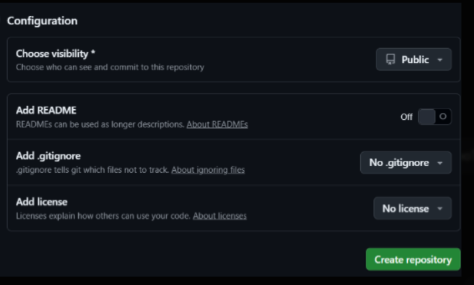 Configuration
Choose visibility *
Choose who can see and commit to this repository
Public
Add README
READMEs can be used as longer descriptions. About READMEs
Off
Add .gitignore
.gitignore tells git which files not to track. About ignoring files
No .gitignore
Add license
Licenses explain how others can use your code. About licenses
No license
Create repository